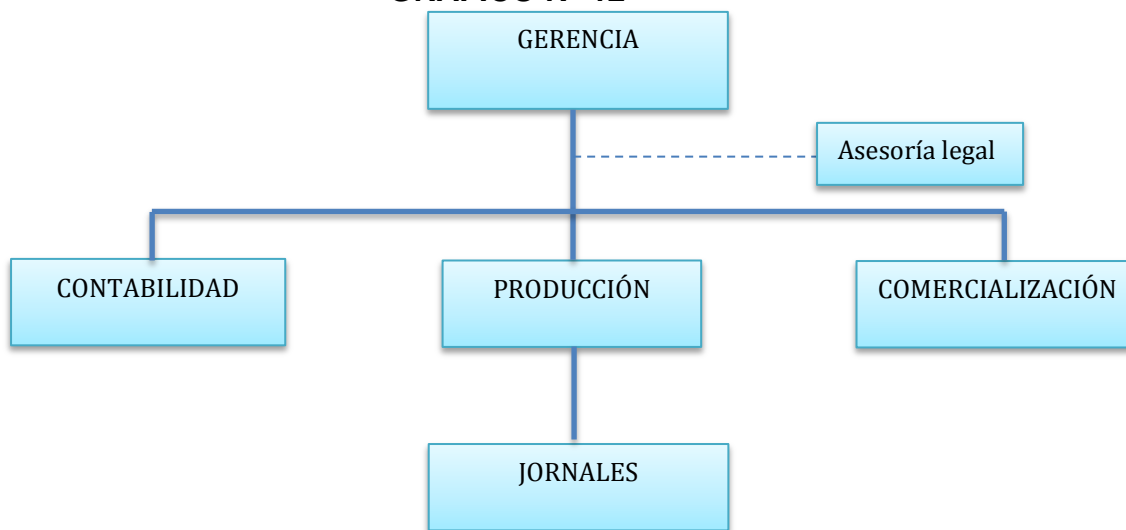 GERENCIA
Asesoría legal
CONTABILIDAD
PRODUCCIÓN
COMERCIALIZACIÓN
JORNALES